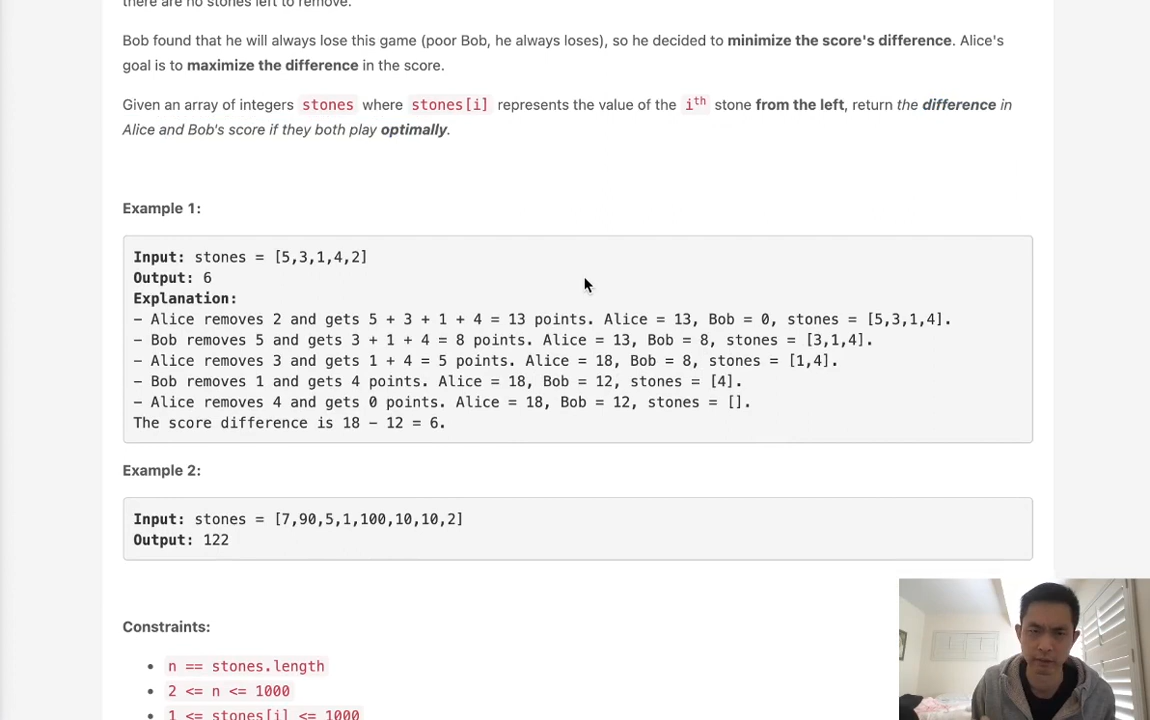 there are no stones left to remove.
Bob found that he will always lose this game (poor Bob, he always loses), so he decided to minimize the score's difference. Alice's
goal is to maximize the difference in the score.
Given an array of integers stones where stones[i] represents the value of the ith stone from the left, return the difference in
Alice and Bob's score if they both play optimally.
Example 1:
Input: stones = [5,3,1,4,2]
Output: 6
Explanation:
- Alice removes 2 and gets 5 + 3 + 1 + 4 = 13 points. Alice = 13, Bob = 0, stones = [5,3,1,4].
- Bob removes 5 and gets 3 + 1 + 4 = 8 points. Alice = 13, Bob = 8, stones = [3,1,4].
- Alice removes 3 and gets 1 + 4 = 5 points. Alice = 18, Bob = 8, stones = [1,4].
- Bob removes 1 and gets 4 points. Alice = 18, Bob = 12, stones = [4].
- Alice removes 4 and gets 0 points. Alice = 18, Bob = 12, stones = [].
The score difference is 18 - 12 = 6.
Example 2:
Input: stones = [7,90,5,1,100,10,10,2]
Output: 122
Constraints:
• n == stones.length
• 2 <= n <= 1000
• 1 <= stones[i] <= 1000